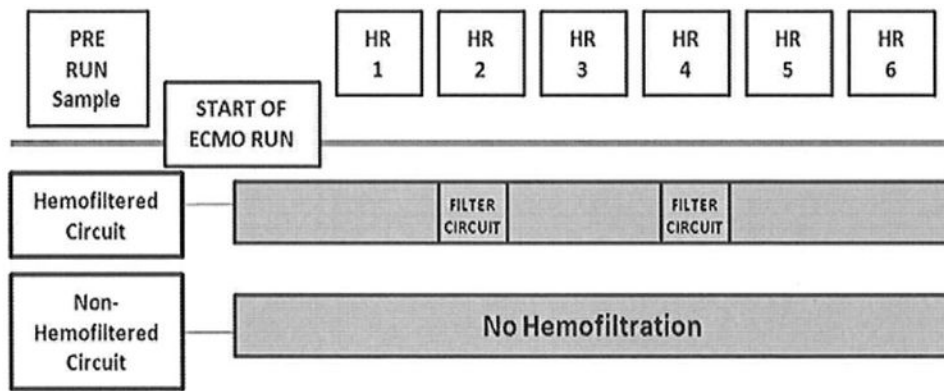 PRE
RUN
Sample
HR
1
HR
2
HR
3
HR
4
HR
5
HR
6
START OF
ECMO RUN
Hemofiltered
Circuit
FILTER
CIRCUIT
FILTER
CIRCUIT
Non-
Hemofiltered
Circuit
No Hemofiltration